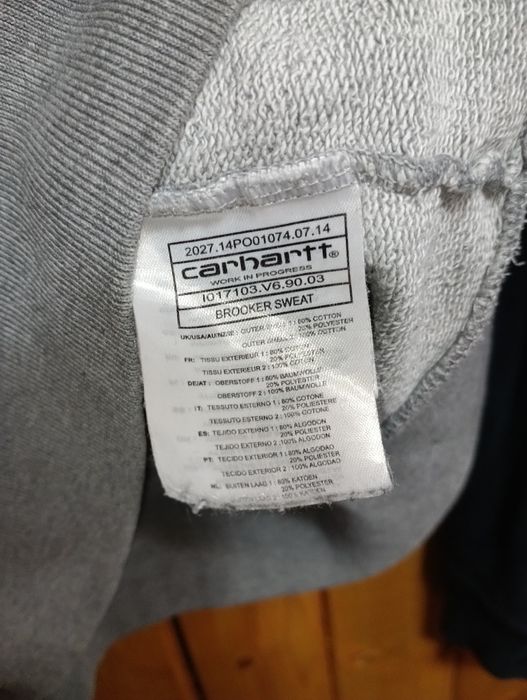 2027.14PO01074.07.14
carhartt®
WORK IN PROGRESS
I017103.V6.90.03
BROOKER SWEAT
UK/USA/AU/NZ/IE : OUTER SHELL 1 : 80% COTTON
20% POLYESTER
OUTER SHELL 2 : 100% COTTON
FR: TISSU EXTERIEUR 1 : 80% COTON
20% POLYESTER
TISSU EXTERIEUR 2 : 100% COTON
DE/AT : OBERSTOFF 1 : 80% BAUMWOLLE
20% POLYESTER
OBERSTOFF 2 : 100% BAUMWOLLE
IT: TESSUTO ESTERNO 1 : 80% COTONE
20% POLIESTERE
TESSUTO ESTERNO 2 : 100% COTONE
ES: TEJIDO EXTERNO 1 : 80% ALGODON
20% POLIESTER
TEJIDO EXTERNO 2 : 100% ALGODON
PT: TECIDO EXTERIOR 1 : 80% ALGODAO
20% POLIESTER
TECIDO EXTERIOR 2 : 100% ALGODAO
NL: BUITEN LAAG 1 : 80% KATOEN
20% POLYESTER
2 : 100% KATOEN